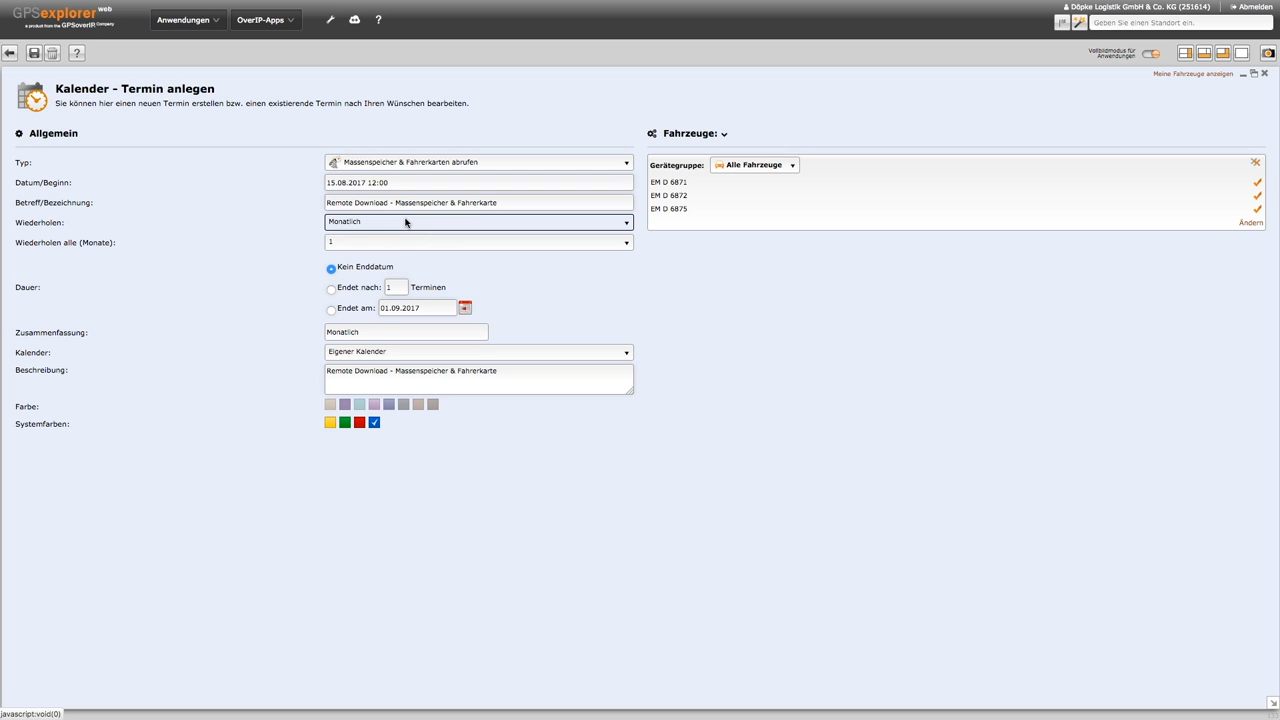 GPSexplorer web
a product from the GPSoverIP Company
Anwendungen
OverIP-Apps
?
Döpke Logistik GmbH & Co. KG (251614)
Abmelden
Geben Sie einen Standort ein.
?
Vollbildmodus für
Anwendungen
Meine Fahrzeuge anzeigen
Kalender - Termin anlegen
Sie können hier einen neuen Termin erstellen bzw. einen existierende Termin nach Ihren Wünschen bearbeiten.
Allgemein
Typ:
Massenspeicher & Fahrerkarten abrufen
Datum/Beginn:
15.08.2017 12:00
Betreff/Bezeichnung:
Remote Download - Massenspeicher & Fahrerkarte
Wiederholen:
Monatlich
Wiederholen alle (Monate):
1
Dauer:
Kein Enddatum
Endet nach: 1 Terminen
Endet am: 01.09.2017
Zusammenfassung:
Monatlich
Kalender:
Eigener Kalender
Beschreibung:
Remote Download - Massenspeicher & Fahrerkarte
Farbe:
Systemfarben:
Fahrzeuge:
Gerätegruppe: Alle Fahrzeuge
EM D 6871
EM D 6872
EM D 6875
Ändern
javascript:void(0)